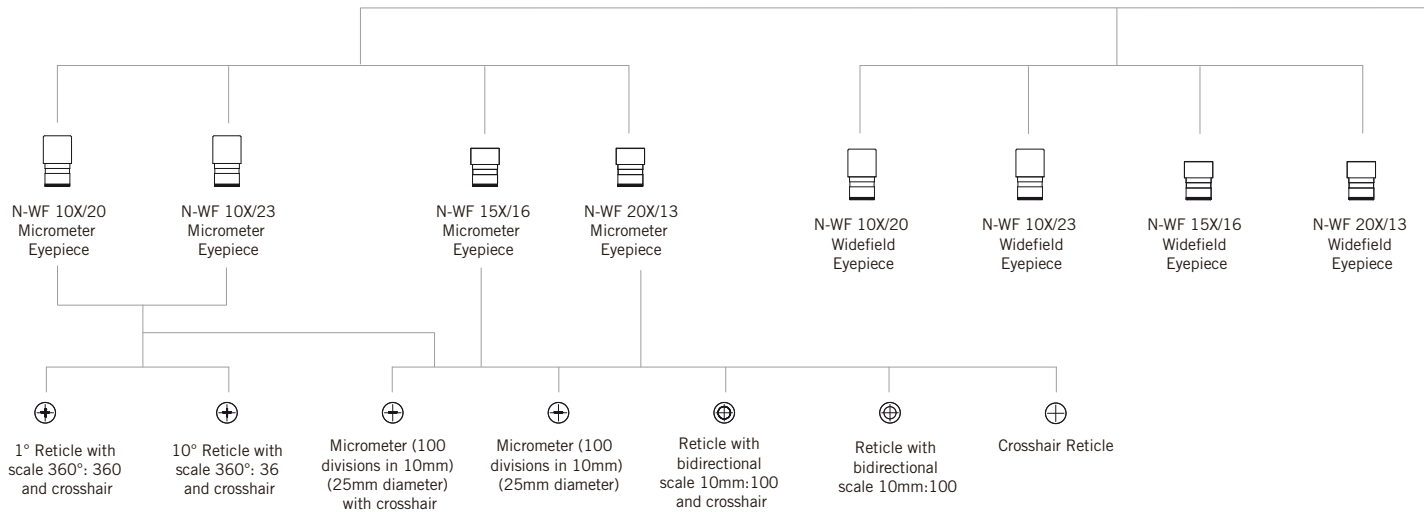 N-WF 10X/20
Micrometer
Eyepiece
N-WF 10X/23
Micrometer
Eyepiece
N-WF 15X/16
Micrometer
Eyepiece
N-WF 20X/13
Micrometer
Eyepiece
N-WF 10X/20
Widefield
Eyepiece
N-WF 10X/23
Widefield
Eyepiece
N-WF 15X/16
Widefield
Eyepiece
N-WF 20X/13
Widefield
Eyepiece
1° Reticle with
scale 360°: 360
and crosshair
10° Reticle with
scale 360°: 36
and crosshair
Micrometer (100
divisions in 10mm)
(25mm diameter)
with crosshair
Micrometer (100
divisions in 10mm)
(25mm diameter)
Reticle with
bidirectional
scale 10mm:100
and crosshair
Reticle with
bidirectional
scale 10mm:100
Crosshair Reticle